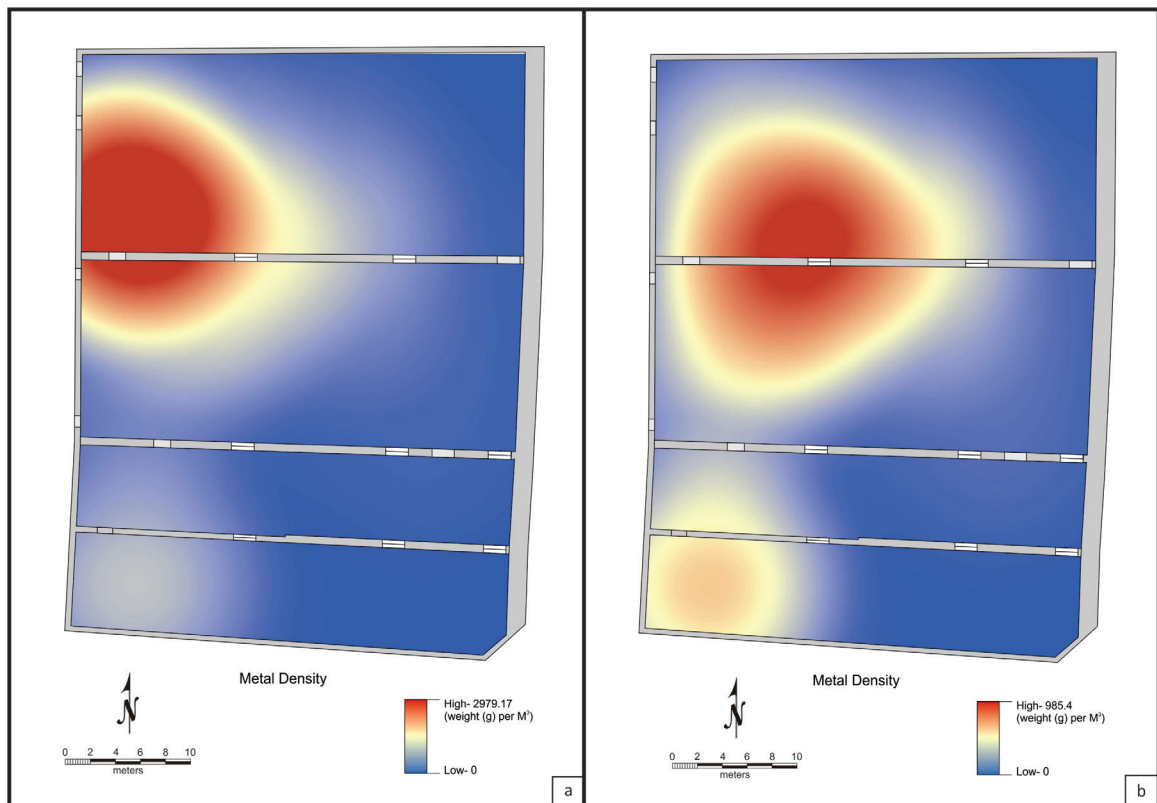 Metal Density
N
High- 2979.17
(weight (g) per M³)
Low- 0
0 2 4 6 8 10
meters
a
Metal Density
N
High- 985.4
(weight (g) per M³)
Low- 0
0 2 4 6 8 10
meters
b